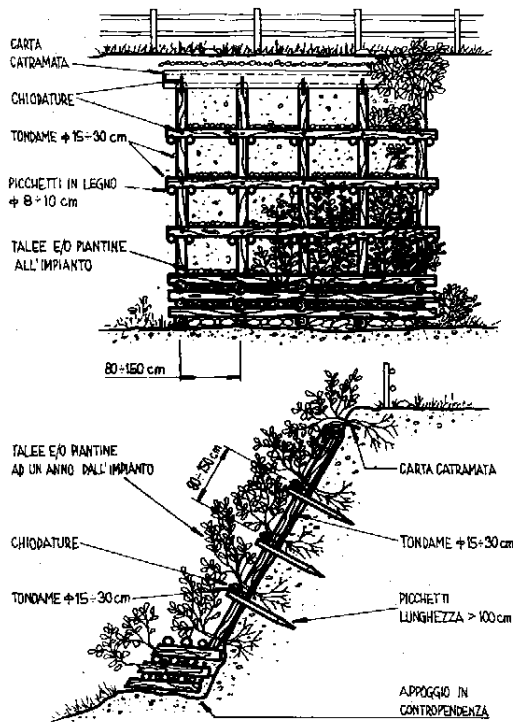 CARTA
CATRAMATA
CHIODATURE
TONDAME ϕ 15÷30 cm
PICCHETTI IN LEGNO
ϕ 8÷10 cm
TALEE E/O PIANTINE
ALL'IMPIANTO
80÷150 cm
TALEE E/O PIANTINE
AD UN ANNO DALL'IMPIANTO
80÷150 cm
CARTA CATRAMATA
CHIODATURE
TONDAME ϕ 15÷30 cm
TONDAME ϕ 15÷30 cm
PICCHETTI
LUNGHEZZA > 100 cm
APPOGGIO IN
CONTROPENDENZA